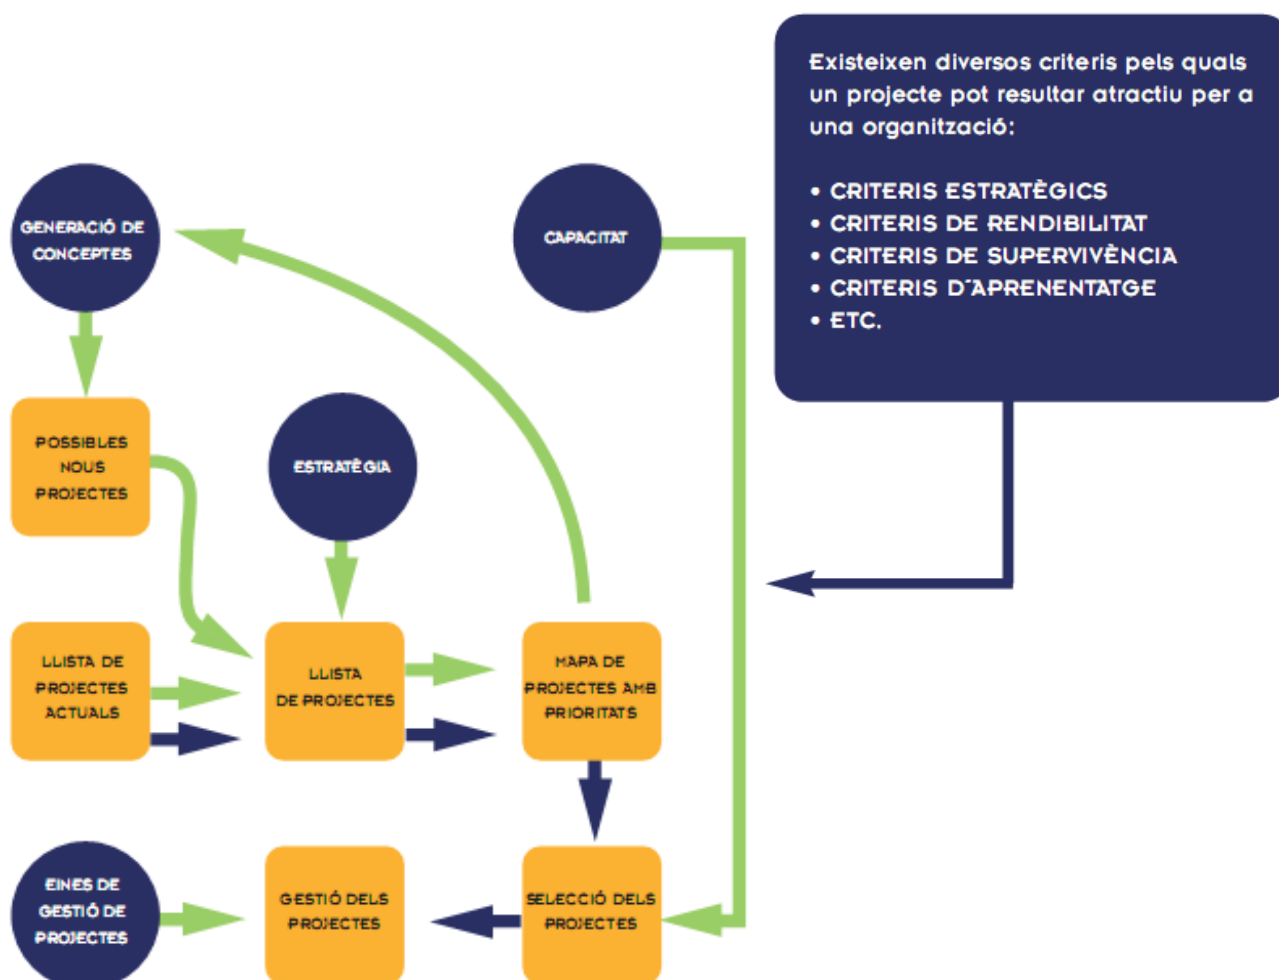 Existeixen diversos criteris pels quals
un projecte pot resultar atractiu per a
una organització:
• CRITERIS ESTRATÈGICS
• CRITERIS DE RENDIBILITAT
• CRITERIS DE SUPERVIVÈNCIA
• CRITERIS D´APRENENTATGE
• ETC.
GENERACIÓ DE
CONCEPTES
CAPACITAT
POSSIBLES
NOUS
PROJECTES
ESTRATÈGIA
LLISTA DE
PROJECTES
ACTUALS
LLISTA
DE PROJECTES
MAPA DE
PROJECTES AMB
PRIORITATS
EINES DE
GESTIÓ DE
PROJECTES
GESTIÓ DELS
PROJECTES
SELECCIÓ DELS
PROJECTES